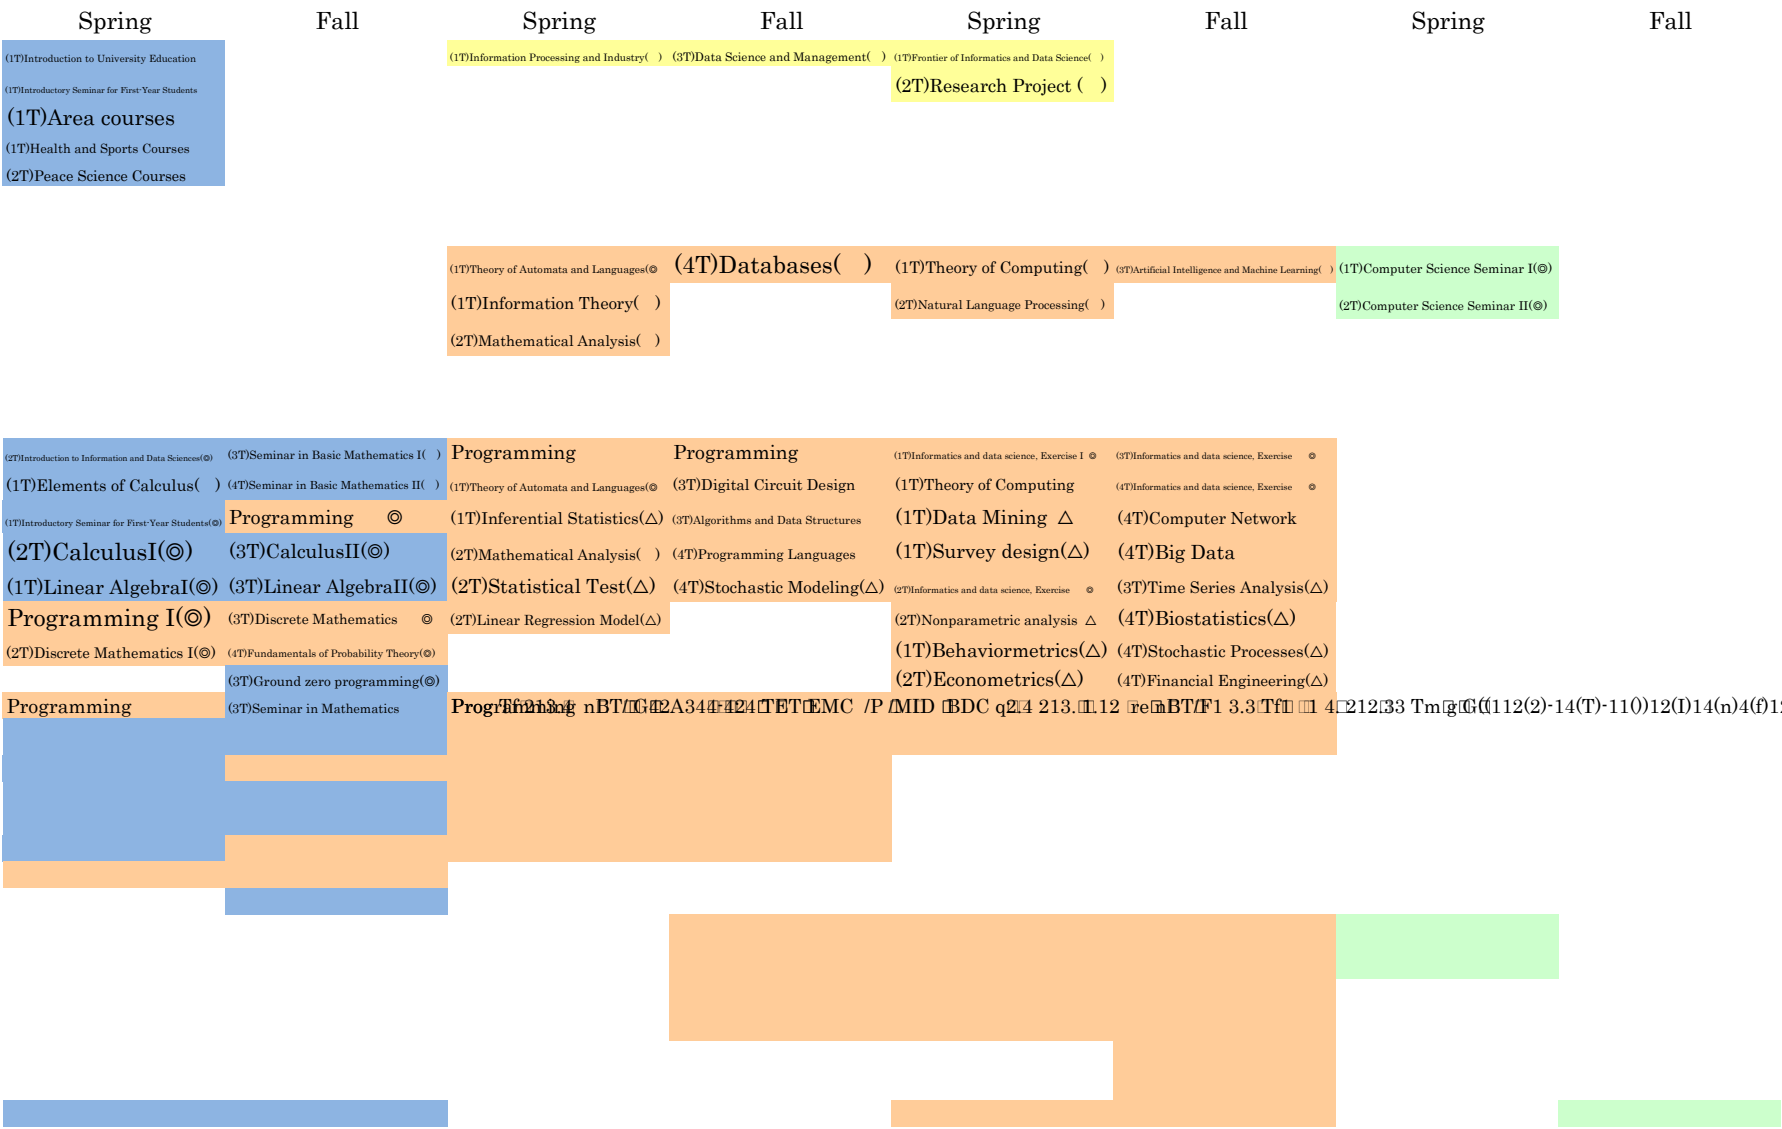 Spring Fall Spring Fall Spring Fall Spring Fall
(1T)Introduction to University Education (1T)Information Processing and Industry( ) (3T)Data Science and Management( ) (1T)Frontier of Informatics and Data Science( )
(1T)Introductory Seminar for First-Year Students (2T)Research Project ( )
(1T)Area courses
(1T)Health and Sports Courses
(2T)Peace Science Courses
(1T)Theory of Automata and Languages(◎ (4T)Databases( ) (1T)Theory of Computing( ) (3T)Artificial Intelligence and Machine Learning( ) (1T)Computer Science Seminar I(◎)
(1T)Information Theory( ) (2T)Natural Language Processing( ) (2T)Computer Science Seminar II(◎)
(2T)Mathematical Analysis( )
(2T)Introduction to Information and Data Sciences(◎) (3T)Seminar in Basic Mathematics I( ) Programming Programming (1T)Informatics and data science, Exercise I ◎ (3T)Informatics and data science, Exercise ◎
(1T)Elements of Calculus( ) (4T)Seminar in Basic Mathematics II( ) (1T)Theory of Automata and Languages(◎ (3T)Digital Circuit Design (1T)Theory of Computing (4T)Informatics and data science, Exercise ◎
(1T)Introductory Seminar for First-Year Students(◎) Programming ◎ (1T)Inferential Statistics(△) (3T)Algorithms and Data Structures (1T)Data Mining △ (4T)Computer Network
(2T)CalculusI(◎) (3T)CalculusII(◎) (2T)Mathematical Analysis( ) (4T)Programming Languages (1T)Survey design(△) (4T)Big Data
(1T)Linear AlgebraI(◎) (3T)Linear AlgebraII(◎) (2T)Statistical Test(△) (4T)Stochastic Modeling(△) (2T)Informatics and data science, Exercise ◎ (3T)Time Series Analysis(△)
Programming I(◎) (3T)Discrete Mathematics ◎ (2T)Linear Regression Model(△) (2T)Nonparametric analysis △ (4T)Biostatistics(△)
(2T)Discrete Mathematics I(◎) (4T)Fundamentals of Probability Theory(◎) (1T)Behaviormetrics(△) (4T)Stochastic Processes(△)
(3T)Ground zero programming(◎) (2T)Econometrics(△) (4T)Financial Engineering(△)
Programming (3T)Seminar in Mathematics Programming